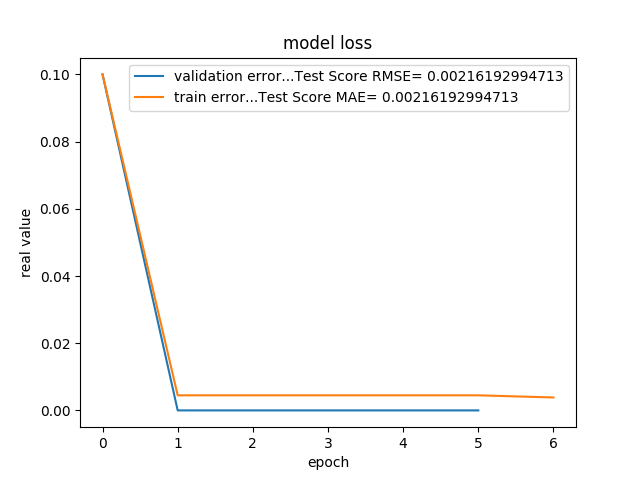 model loss
validation error...Test Score RMSE= 0.00216192994713
train error...Test Score MAE= 0.00216192994713
0.10
0.08
0.06
0.04
0.02
0.00
real value
0 1 2 3 4 5 6
epoch